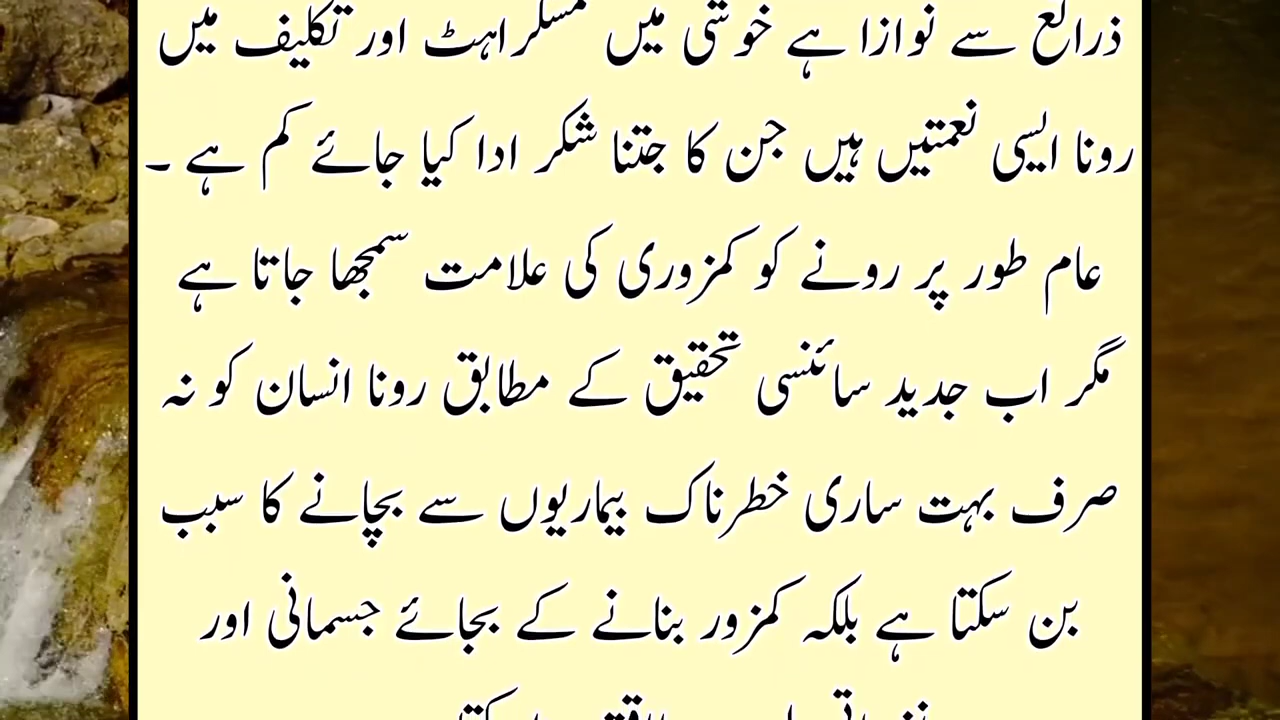 ذرائع سے نوازا ہے خوشی میں مسکراہٹ اور تکلیف میں
رونا ایسی نعمتیں ہیں جن کا جتنا شکر ادا کیا جائے کم ہے ۔
عام طور پر رونے کو کمزوری کی علامت سمجھا جاتا ہے
مگر اب جدید سائنسی تحقیق کے مطابق رونا انسان کو نہ
صرف بہت ساری خطرناک بیماریوں سے بچانے کا سبب
بن سکتا ہے بلکہ کمزور بنانے کے بجائے جسمانی اور